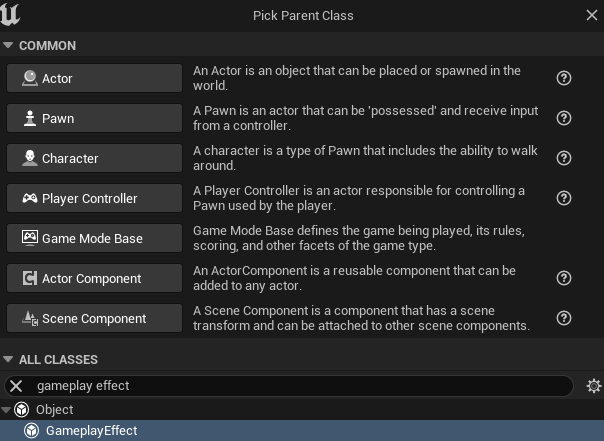 Pick Parent Class
COMMON
Actor
An Actor is an object that can be placed or spawned in the
world.
Pawn
A Pawn is an actor that can be 'possessed' and receive input
from a controller.
Character
A character is a type of Pawn that includes the ability to walk
around.
Player Controller
A Player Controller is an actor responsible for controlling a
Pawn used by the player.
Game Mode Base
Game Mode Base defines the game being played, its rules,
scoring, and other facets of the game type.
Actor Component
An ActorComponent is a reusable component that can be
added to any actor.
Scene Component
A Scene Component is a component that has a scene
transform and can be attached to other scene components.
ALL CLASSES
gameplay effect
Object
GameplayEffect